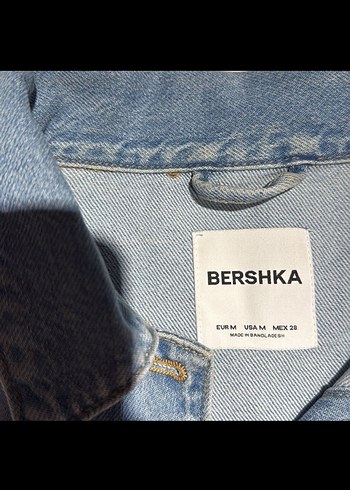 BERSHKA
EUR M USA M MEX 28
MADE IN BANGLADESH